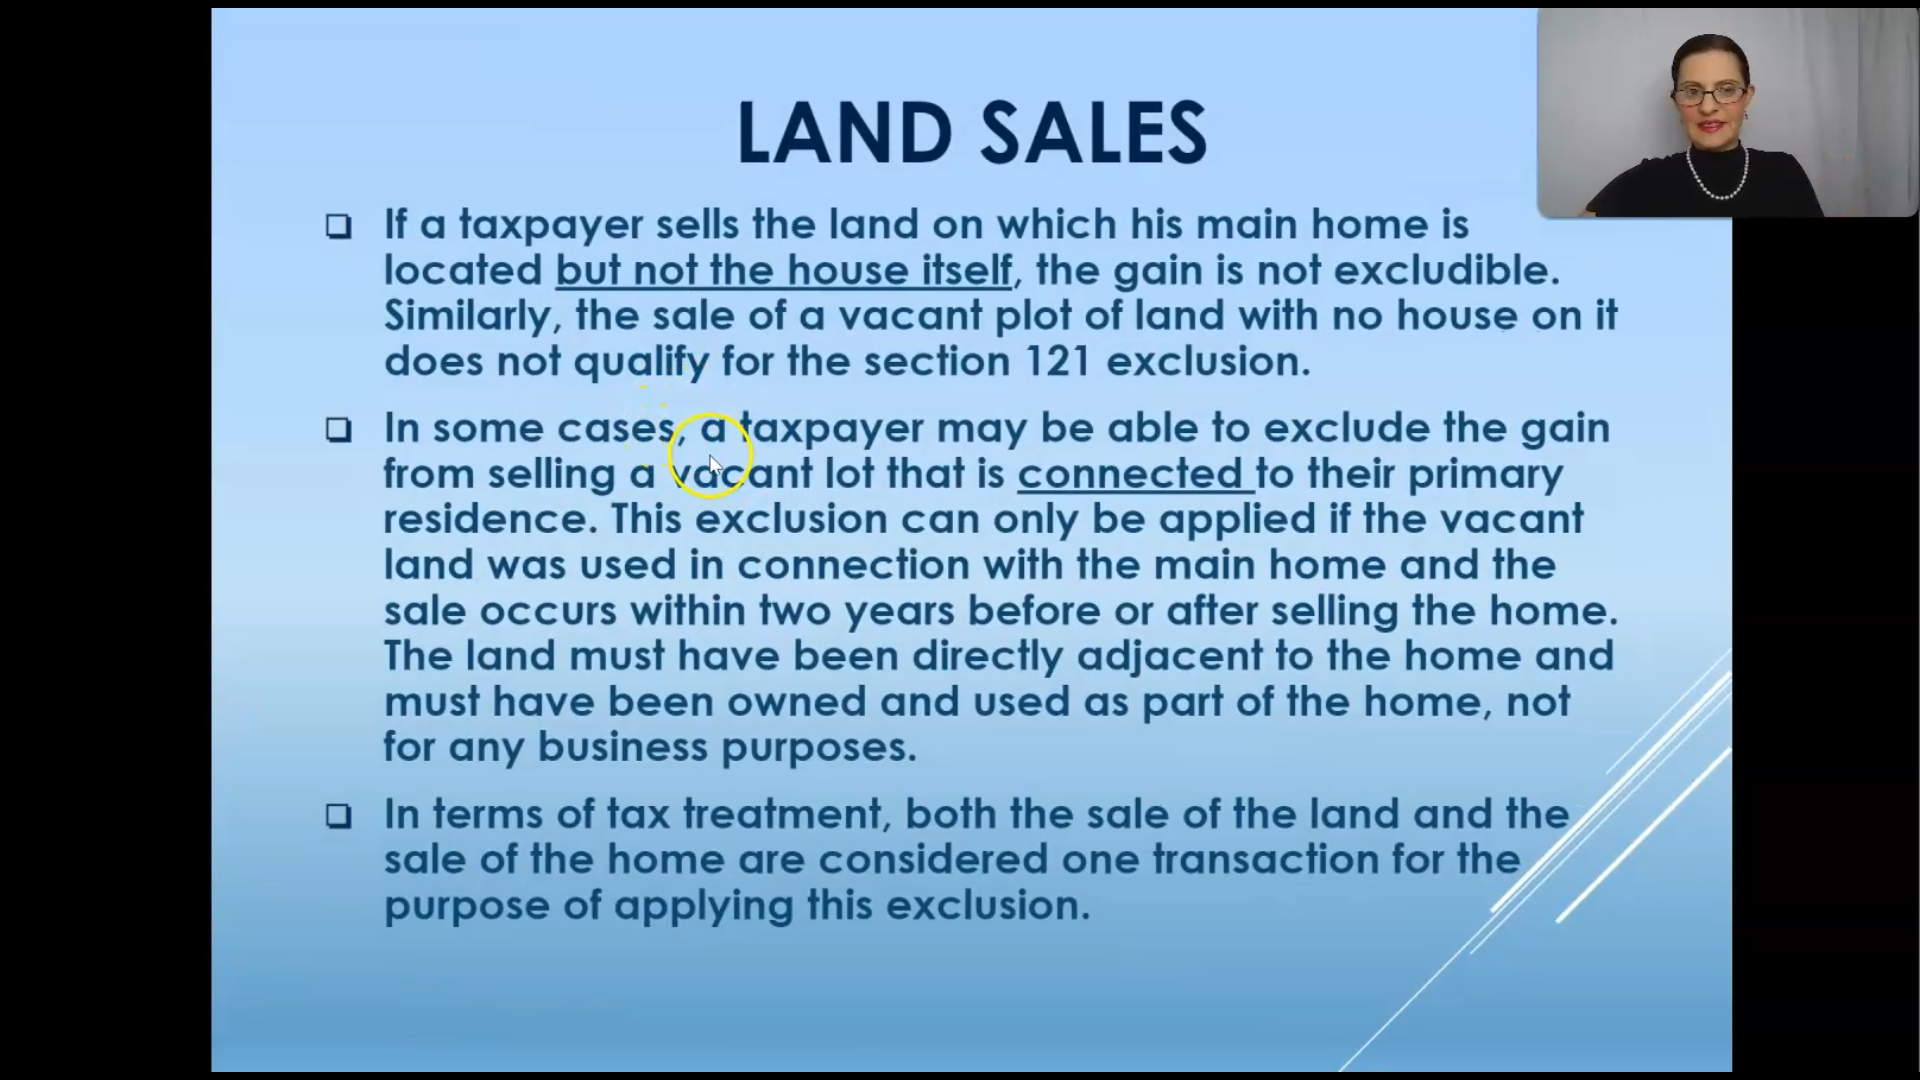 LAND SALES
If a taxpayer sells the land on which his main home is
located but not the house itself, the gain is not excludible.
Similarly, the sale of a vacant plot of land with no house on it
does not qualify for the section 121 exclusion.
In some cases, a taxpayer may be able to exclude the gain
from selling a vacant lot that is connected to their primary
residence. This exclusion can only be applied if the vacant
land was used in connection with the main home and the
sale occurs within two years before or after selling the home.
The land must have been directly adjacent to the home and
must have been owned and used as part of the home, not
for any business purposes.
In terms of tax treatment, both the sale of the land and the
sale of the home are considered one transaction for the
purpose of applying this exclusion.